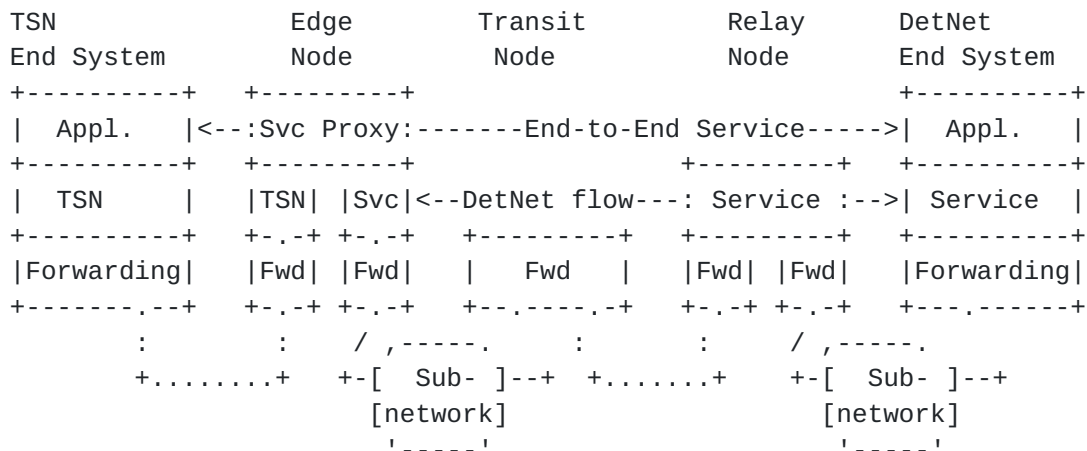 TSN                 Edge          Transit         Relay        DetNet
End System         Node            Node           Node        End System
+----------+   +---------+                                    +----------+
|  Appl.   |<--:Svc Proxy:-------End-to-End Service----->|  Appl.   |
+----------+   +---------+                   +---------+   +----------+
|  TSN     |   |TSN| |Svc|<--DetNet flow---: Service :-->| Service  |
+----------+   +-.-+ +-.-+   +---------+   +---------+   +----------+
|Forwarding|   |Fwd| |Fwd|   |   Fwd   |   |Fwd| |Fwd|   |Forwarding|
+-------.--+   +-.-+ +-.-+   +--.----.-+   +-.-+ +-.-+   +---.------+
        :        :    / ,-----.     :       :     / ,-----.
        +........+   +-[  Sub- ]--+  +.......+    +-[  Sub- ]--+
                       [network]                    [network]
                        '-----'                      '-----'